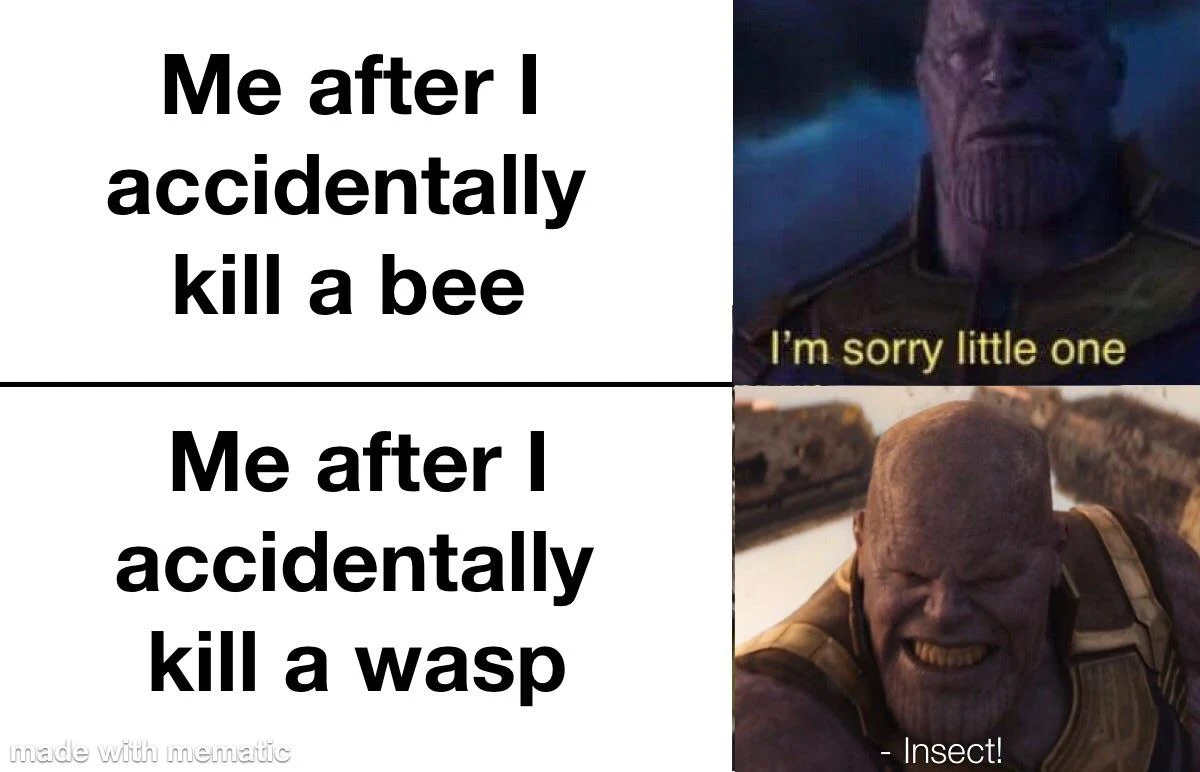 Me after I
accidentally
kill a bee
I'm sorry little one
Me after I
accidentally
kill a wasp
- Insect!
made with mematic